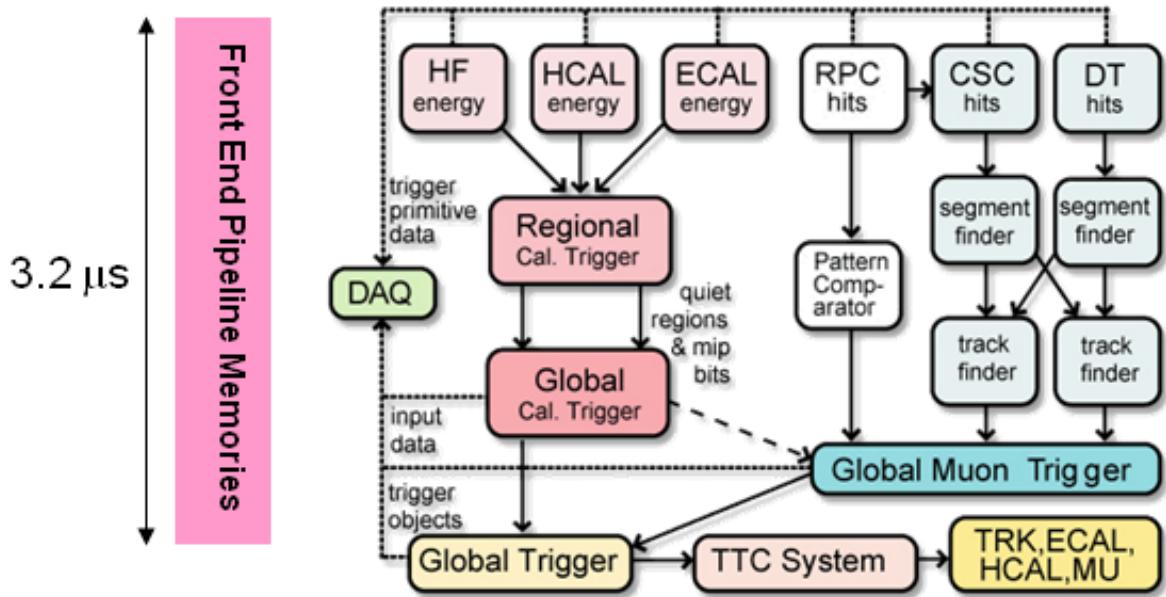 3.2 μs
Front End Pipeline Memories
HF
energy
HCAL
energy
ECAL
energy
RPC
hits
CSC
hits
DT
hits
trigger
primitive
data
Regional
Cal. Trigger
segment
finder
segment
finder
DAQ
quiet
regions
& mip
bits
Pattern
Comp-
arator
Global
Cal. Trigger
track
finder
track
finder
input
data
Global Muon Trigger
trigger
objects
Global Trigger
TTC System
TRK,ECAL,
HCAL,MU